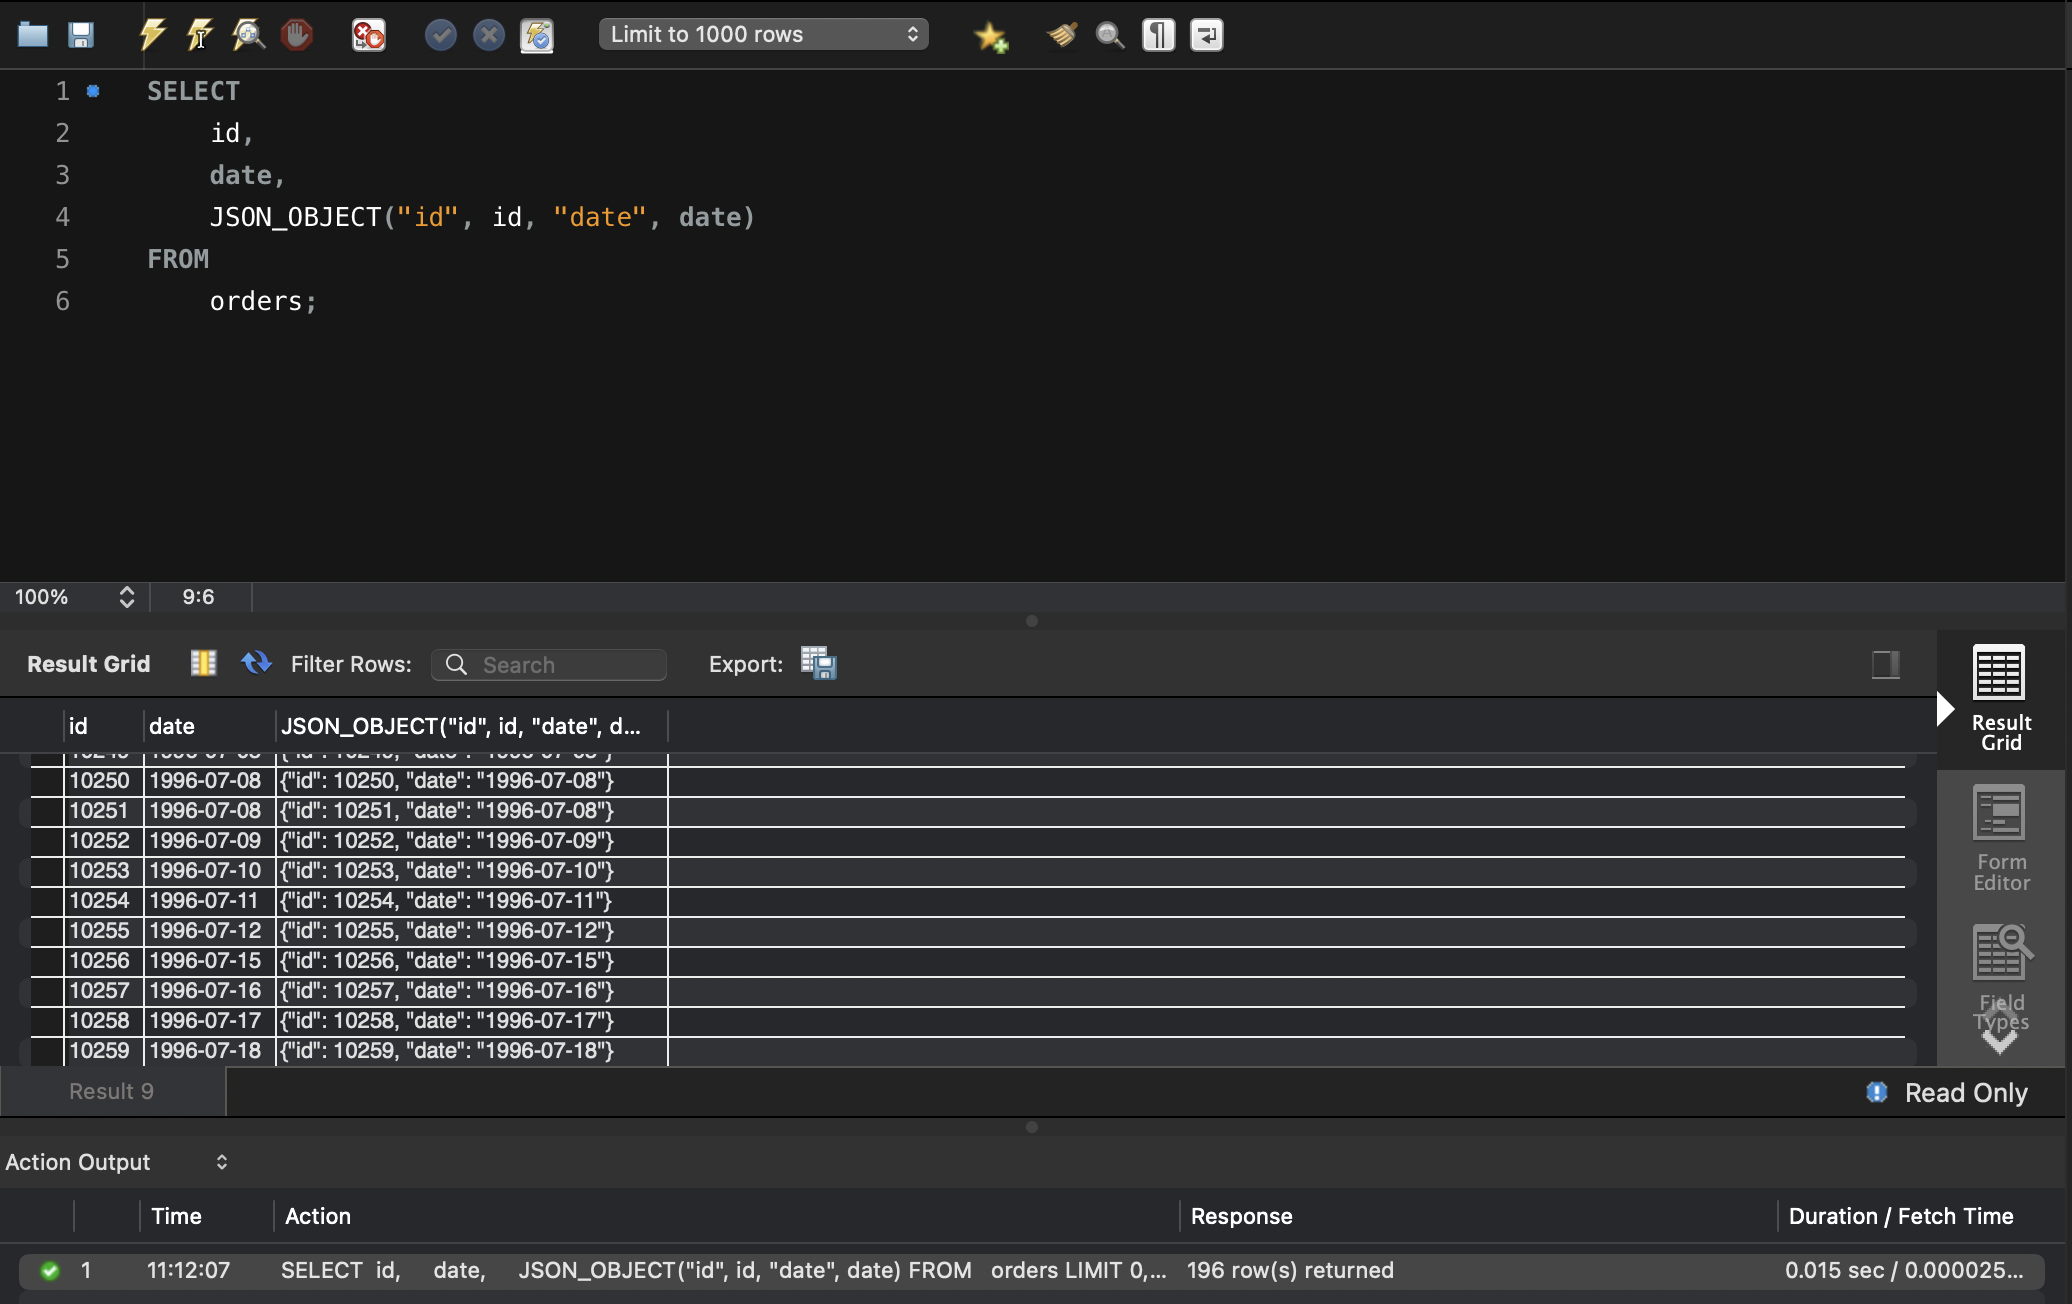 Limit to 1000 rows
1 SELECT
2 id,
3 date,
4 JSON_OBJECT("id", id, "date", date)
5 FROM
6 orders;
100% 9:6
Result Grid Filter Rows: Search Export:
id date JSON_OBJECT("id", id, "date", d...
10250 1996-07-08 {"id": 10250, "date": "1996-07-08"}
10251 1996-07-08 {"id": 10251, "date": "1996-07-08"}
10252 1996-07-09 {"id": 10252, "date": "1996-07-09"}
10253 1996-07-10 {"id": 10253, "date": "1996-07-10"}
10254 1996-07-11 {"id": 10254, "date": "1996-07-11"}
10255 1996-07-12 {"id": 10255, "date": "1996-07-12"}
10256 1996-07-15 {"id": 10256, "date": "1996-07-15"}
10257 1996-07-16 {"id": 10257, "date": "1996-07-16"}
10258 1996-07-17 {"id": 10258, "date": "1996-07-17"}
10259 1996-07-18 {"id": 10259, "date": "1996-07-18"}
Result
Grid
Form
Editor
Field
Types
Result 9 Read Only
Action Output
Time Action Response Duration / Fetch Time
1 11:12:07 SELECT id, date, JSON_OBJECT("id", id, "date", date) FROM orders LIMIT 0,... 196 row(s) returned 0.015 sec / 0.000025...